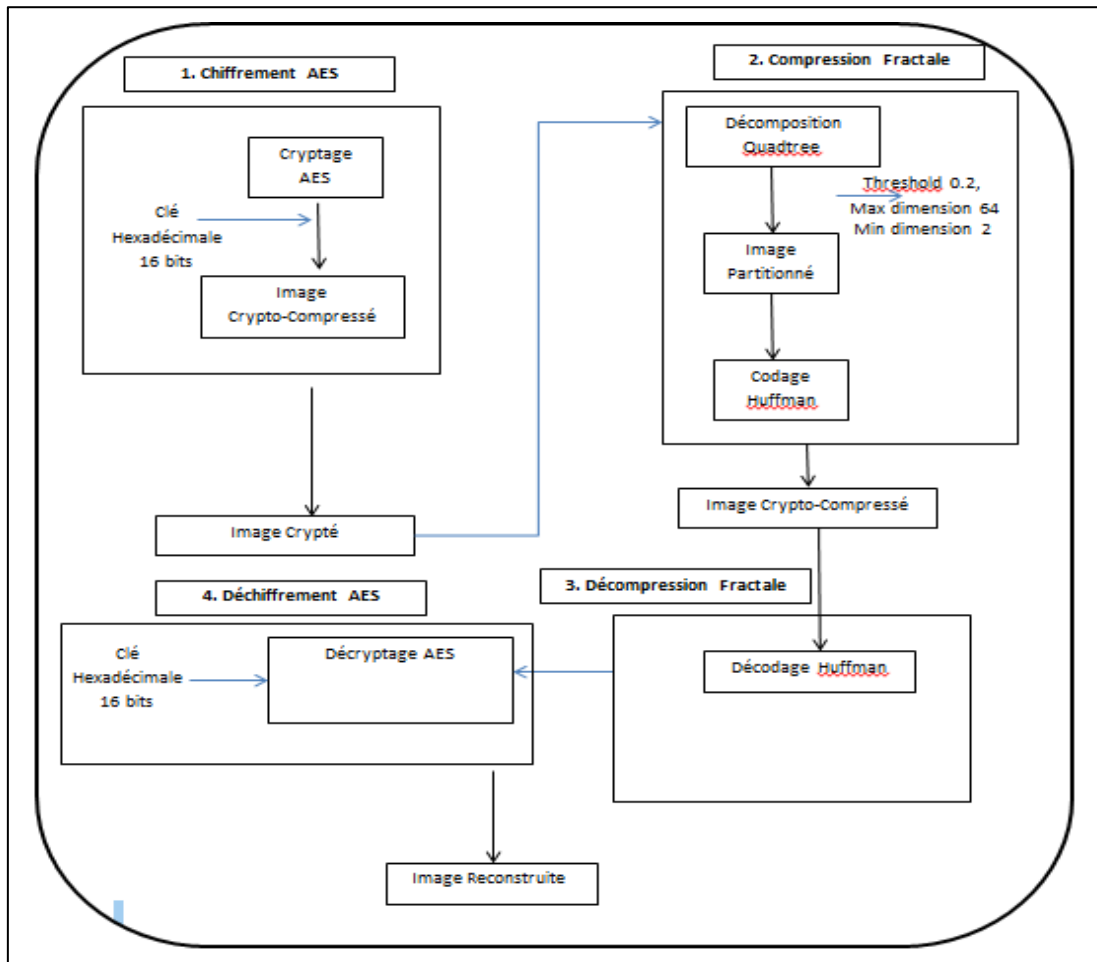 1. Chiffrement AES
Cryptage
AES
Clé
Hexadécimale
16 bits
Image
Crypto-Compressé
Image Crypté
2. Compression Fractale
Décomposition
Quadtree
Threshold 0.2,
Max dimension 64
Min dimension 2
Image
Partitionné
Codage
Huffman
Image Crypto-Compressé
3. Décompression Fractale
Décodage Huffman
4. Déchiffrement AES
Clé
Hexadécimale
16 bits
Décryptage AES
Image Reconstruite